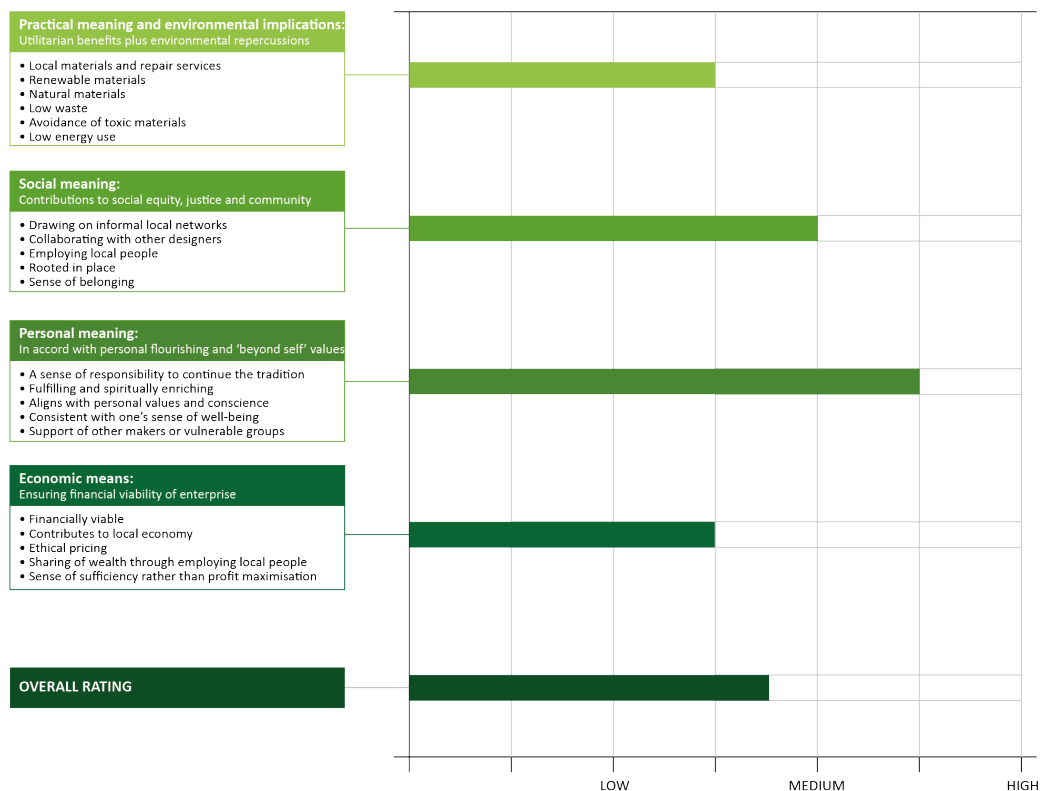 Practical meaning and environmental implications:
Utilitarian benefits plus environmental repercussions
• Local materials and repair services
• Renewable materials
• Natural materials
• Low waste
• Avoidance of toxic materials
• Low energy use
Social meaning:
Contributions to social equity, justice and community
• Drawing on informal local networks
• Collaborating with other designers
• Employing local people
• Rooted in place
• Sense of belonging
Personal meaning:
In accord with personal flourishing and ‘beyond self’ values
• A sense of responsibility to continue the tradition
• Fulfilling and spiritually enriching
• Aligns with personal values and conscience
• Consistent with one’s sense of well-being
• Support of other makers or vulnerable groups
Economic means:
Ensuring financial viability of enterprise
• Financially viable
• Contributes to local economy
• Ethical pricing
• Sharing of wealth through employing local people
• Sense of sufficiency rather than profit maximisation
OVERALL RATING
LOW MEDIUM HIGH